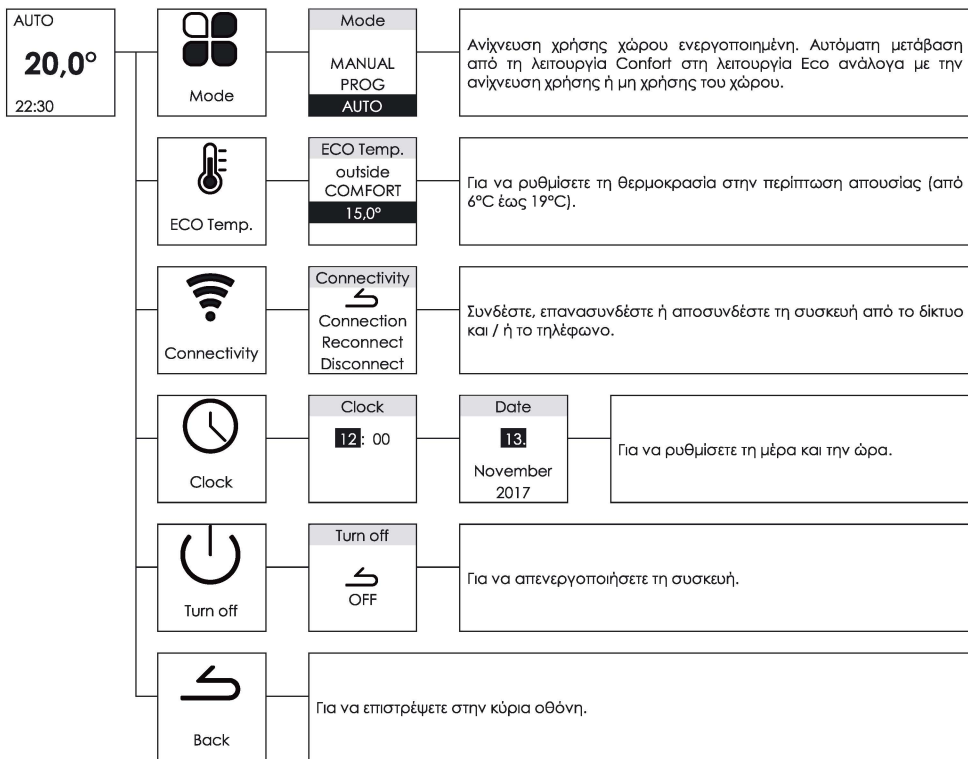 AUTO
20,0°
22:30
Mode
Mode
MANUAL
PROG
AUTO
Ανίχνευση χρήσης χώρου ενεργοποιημένη. Αυτόματη μετάβαση
από τη λειτουργία Confort στη λειτουργία Eco ανάλογα με την
ανίχνευση χρήσης ή μη χρήσης του χώρου.
ECO Temp.
ECO Temp.
outside
COMFORT
15,0°
Για να ρυθμίσετε τη θερμοκρασία στην περίπτωση απουσίας (από
6°C έως 19°C).
Connectivity
Connectivity
Connection
Reconnect
Disconnect
Συνδέστε, επανασυνδέστε ή αποσυνδέστε τη συσκευή από το δίκτυο
και / ή το τηλέφωνο.
Clock
Clock
12: 00
Date
13.
November
2017
Για να ρυθμίσετε τη μέρα και την ώρα.
Turn off
Turn off
OFF
Για να απενεργοποιήσετε τη συσκευή.
Back
Για να επιστρέψετε στην κύρια οθόνη.